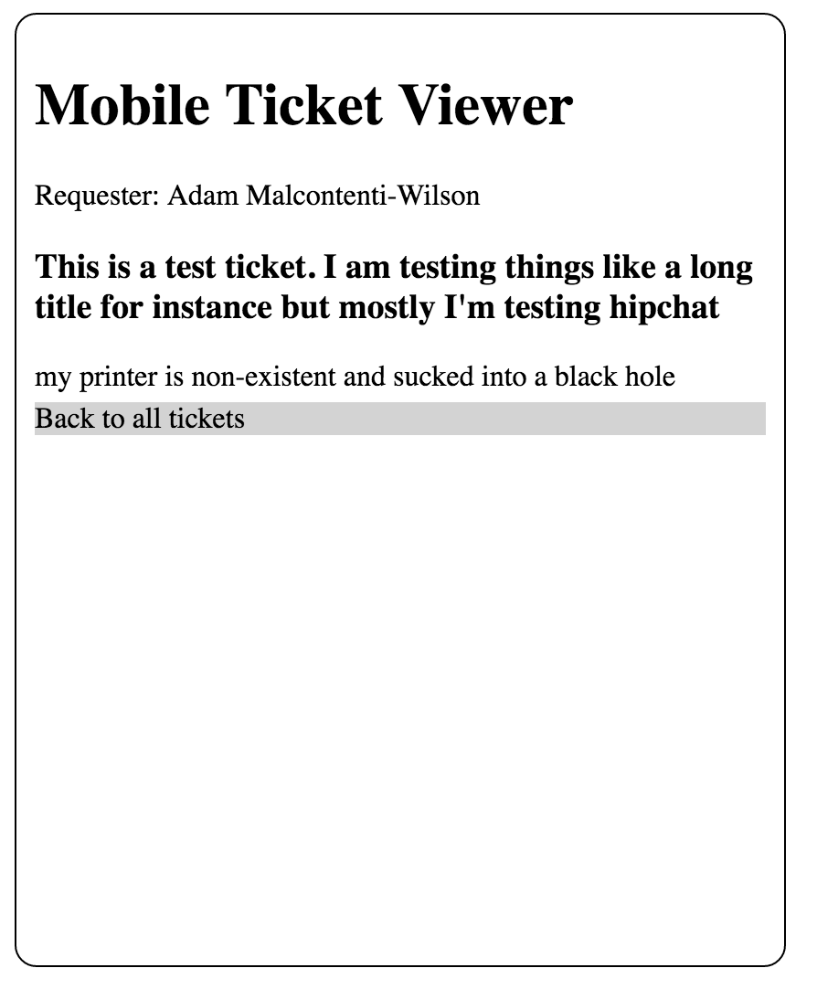 Mobile Ticket Viewer
Requester: Adam Malcontenti-Wilson
This is a test ticket. I am testing things like a long
title for instance but mostly I'm testing hipchat
my printer is non-existent and sucked into a black hole
Back to all tickets